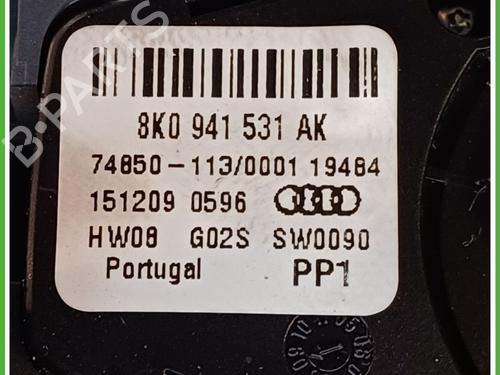 B-PARTS
8K0 941 531 AK
74850-113/0001 19484
151209 0596
HW08 G02S SW0090
Portugal PP1